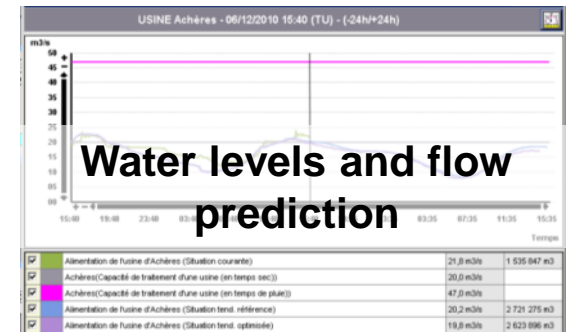 USINE Achères - 06/12/2010 15:40 (TU) - (-24h/+24h)
m3/s
50
45
40
35
30
25
20
15
10
05
00
15:40 19:40 23:40 03:35 07:35 11:35 15:35
Temps
Water levels and flow
prediction
Alimentation de l'usine d'Achères (Situation courante) 21,8 m3/s 1 535 847 m3
Achères(Capacité de traitement d'une usine (en temps sec)) 20,0 m3/s
Achères(Capacité de traitement d'une usine (en temps de pluie)) 47,0 m3/s
Alimentation de l'usine d'Achères (Situation tend. référence) 20,2 m3/s 2 721 275 m3
Alimentation de l'usine d'Achères (Situation tend. optimisée) 19,8 m3/s 2 623 896 m3